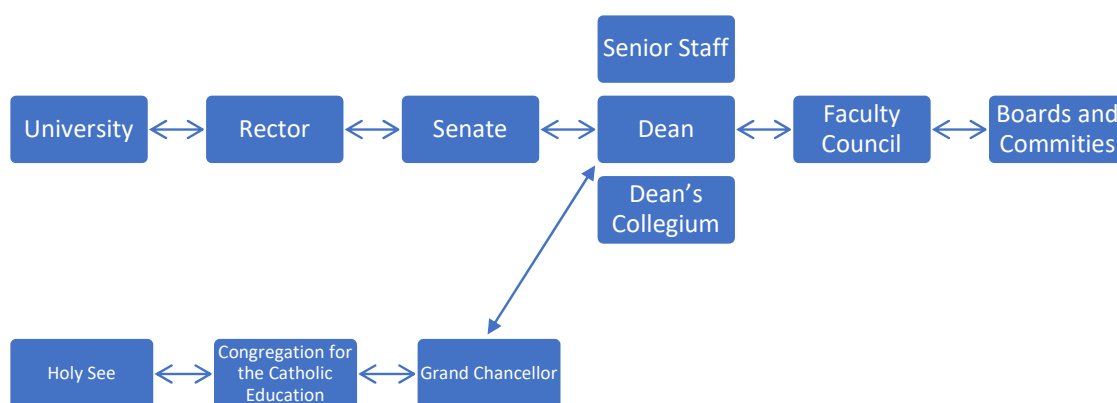 Senior Staff
University
Rector
Senate
Dean
Faculty
Council
Boards and
Commities
Dean’s
Collegium
Holy See
Congregation for
the Catholic
Education
Grand Chancellor